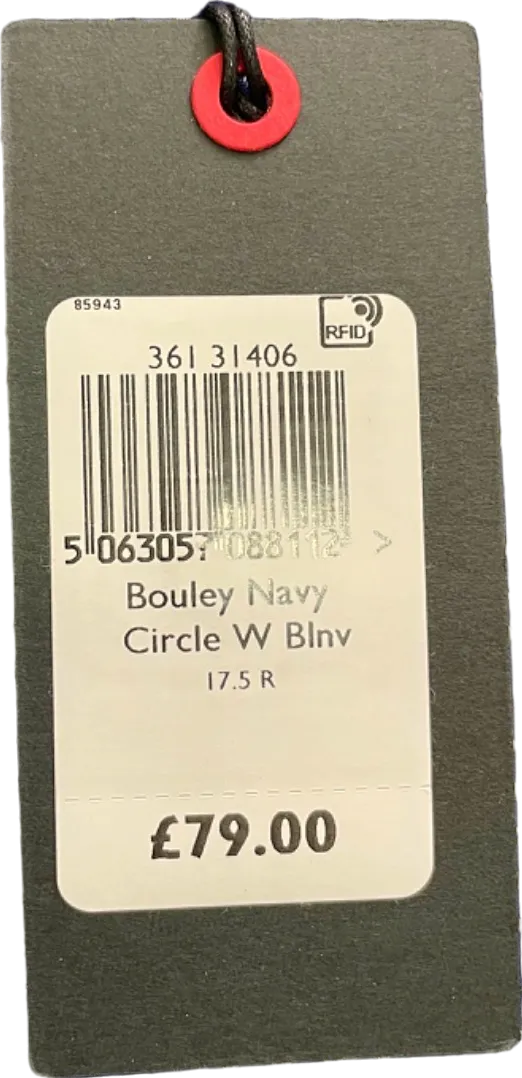 85943
RFID
361 31406
5 063057 088112 >
Bouley Navy
Circle W Blnv
17.5 R
£79.00